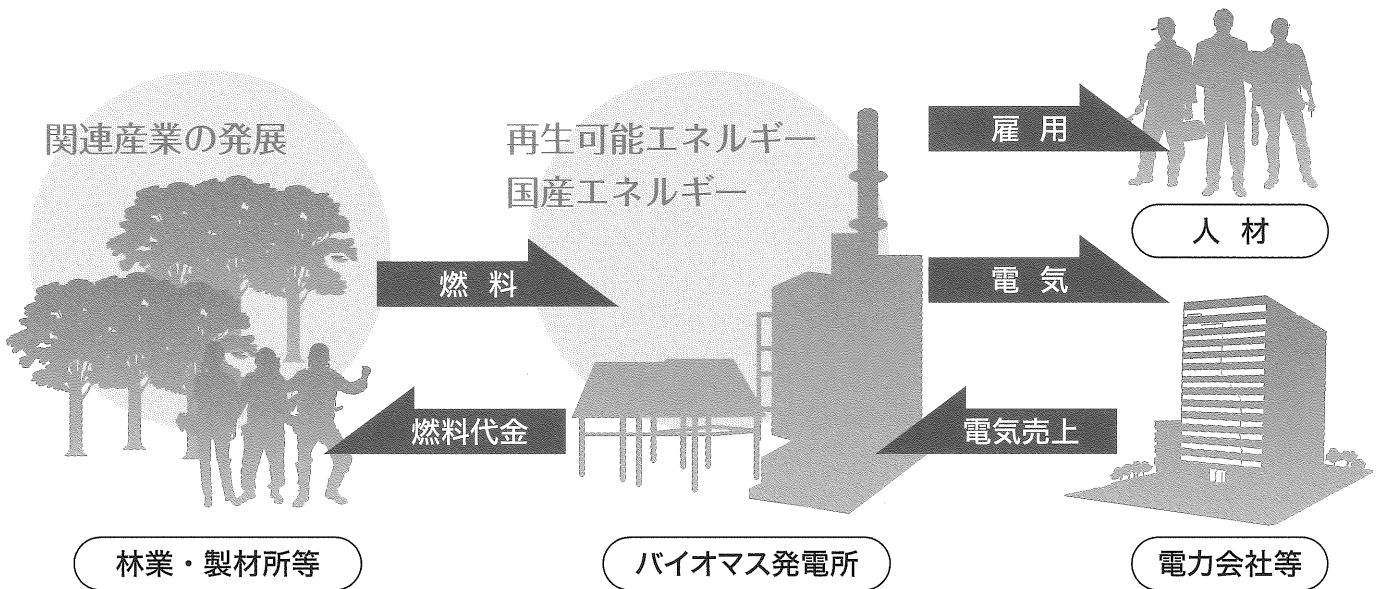 関連産業の発展
再生可能エネルギー
国産エネルギー
雇用
人材
燃料
電気
燃料代金
電気売上
林業・製材所等
バイオマス発電所
電力会社等